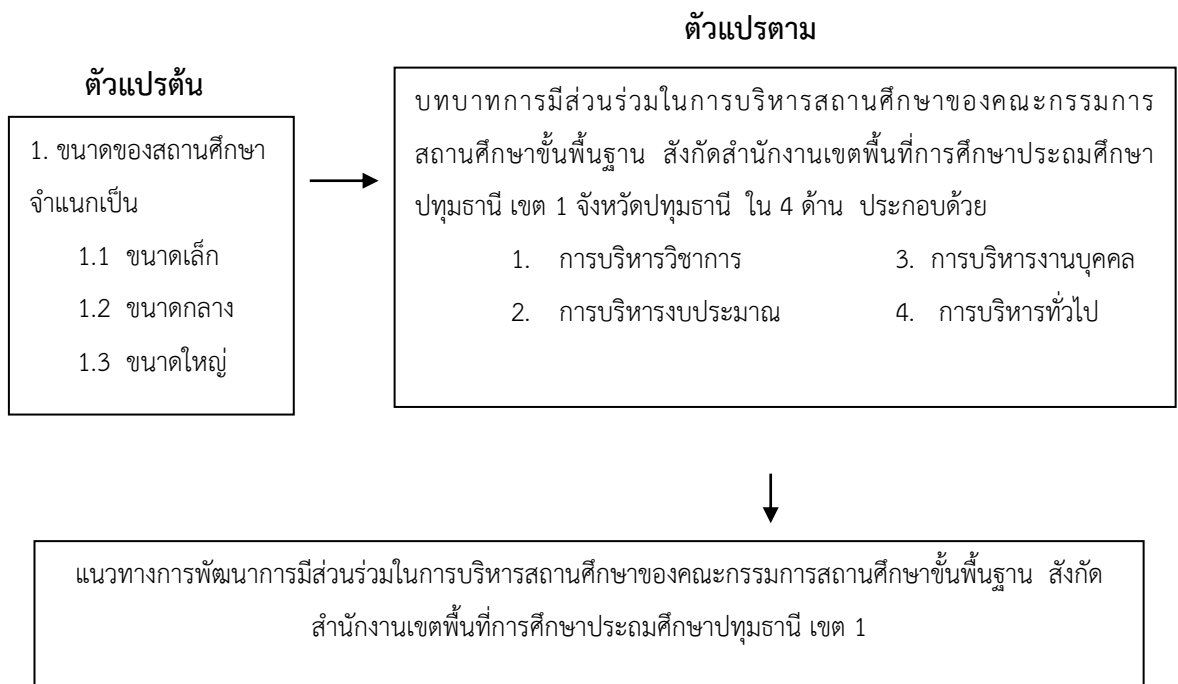 ตัวแปรตาม
ตัวแปรต้น
1. ขนาดของสถานศึกษา
จำแนกเป็น
1.1 ขนาดเล็ก
1.2 ขนาดกลาง
1.3 ขนาดใหญ่
บทบาทการมีส่วนร่วมในการบริหารสถานศึกษาของคณะกรรมการ
สถานศึกษาขั้นพื้นฐาน สังกัดสำนักงานเขตพื้นที่การศึกษาประถมศึกษา
ปทุมธานี เขต 1 จังหวัดปทุมธานี ใน 4 ด้าน ประกอบด้วย
1. การบริหารวิชาการ 3. การบริหารงานบุคคล
2. การบริหารงบประมาณ 4. การบริหารทั่วไป
แนวทางการพัฒนาการมีส่วนร่วมในการบริหารสถานศึกษาของคณะกรรมการสถานศึกษาขั้นพื้นฐาน สังกัด
สำนักงานเขตพื้นที่การศึกษาประถมศึกษาปทุมธานี เขต 1